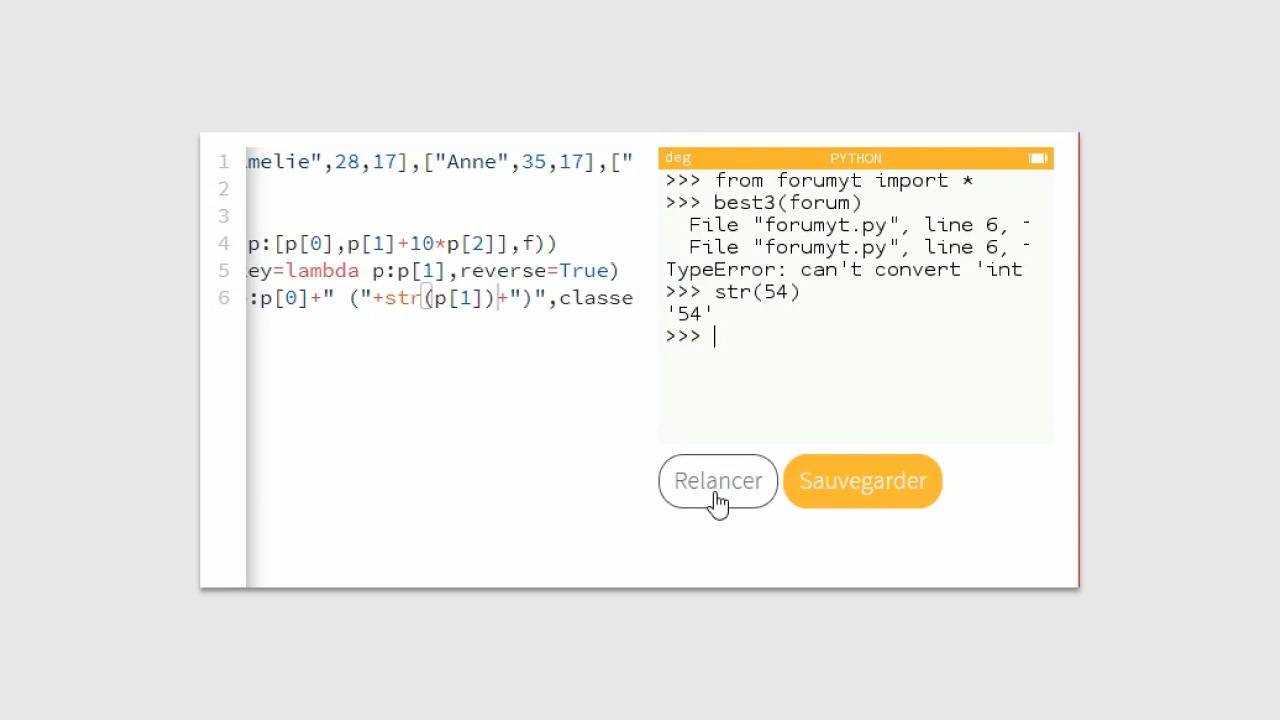 1 melie",28,17],["Anne",35,17],["
2
3
4 p:[p[0],p[1]+10*p[2]],f))
5 ey=lambda p:p[1],reverse=True)
6 :p[0]+" ("+str(p[1])+")",classe
deg PYTHON
>>> from forumyt import *
>>> best3(forum)
File "forumyt.py", line 6, -
File "forumyt.py", line 6, -
TypeError: can't convert 'int
>>> str(54)
'54'
>>>
Relancer Sauvegarder